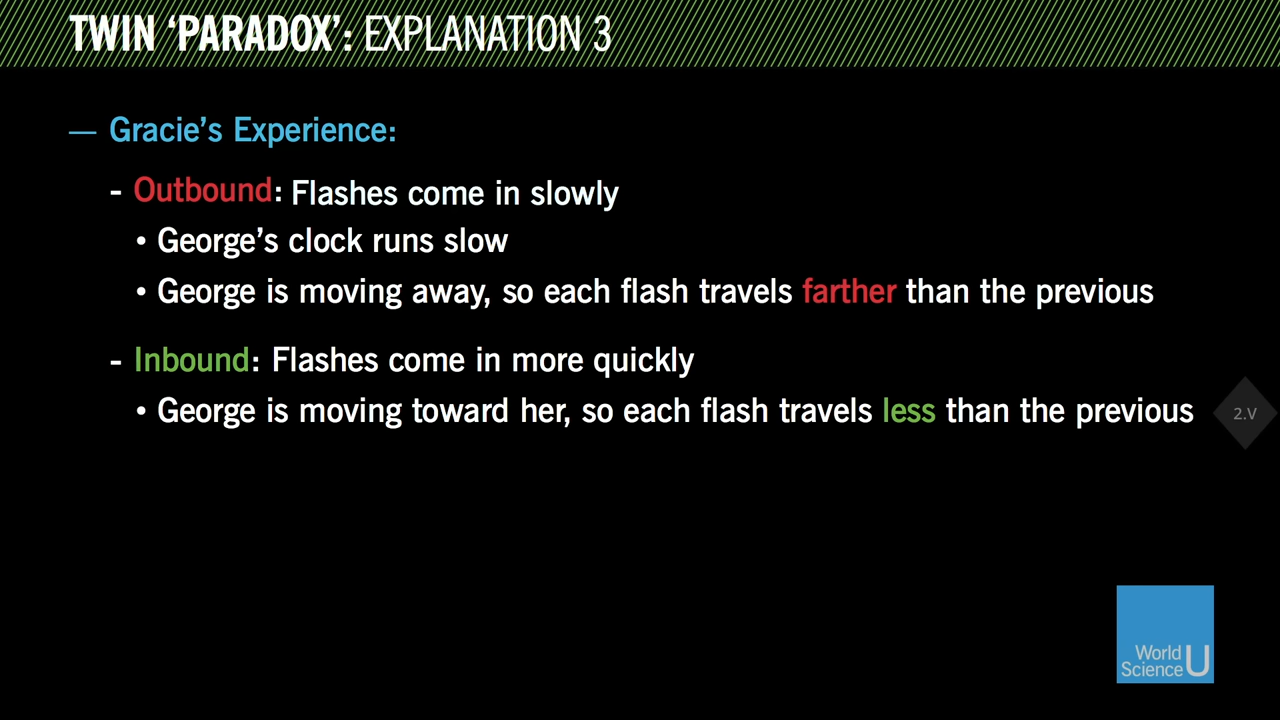 TWIN ‘PARADOX’: EXPLANATION 3
— Gracie’s Experience:
- Outbound: Flashes come in slowly
• George’s clock runs slow
• George is moving away, so each flash travels farther than the previous
- Inbound: Flashes come in more quickly
• George is moving toward her, so each flash travels less than the previous
2.V
World
Science U